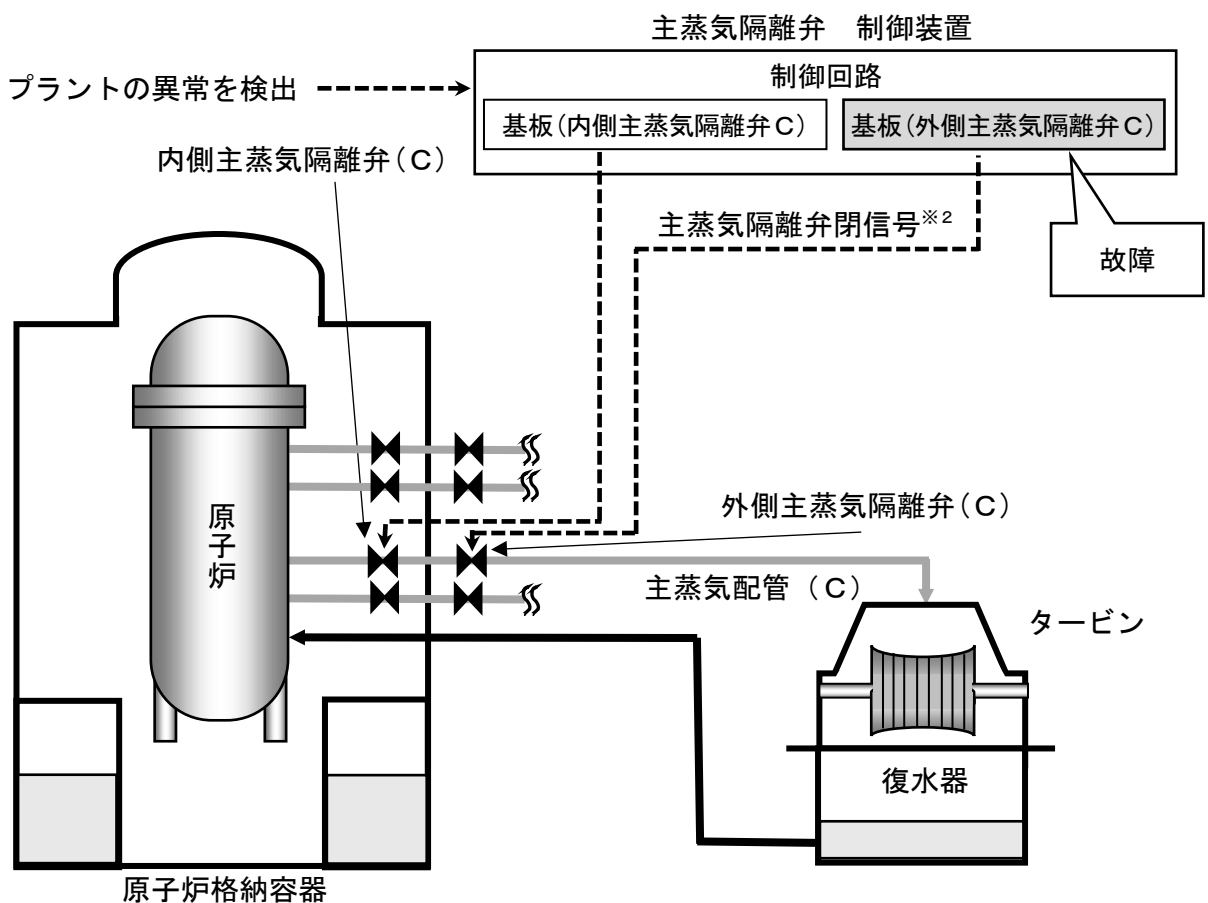 主蒸気隔離弁　制御装置
制御回路
プラントの異常を検出
基板(内側主蒸気隔離弁C)
基板(外側主蒸気隔離弁C)
内側主蒸気隔離弁(C)
主蒸気隔離弁閉信号※2
故障
外側主蒸気隔離弁(C)
原子炉
主蒸気配管（C）
タービン
復水器
原子炉格納容器